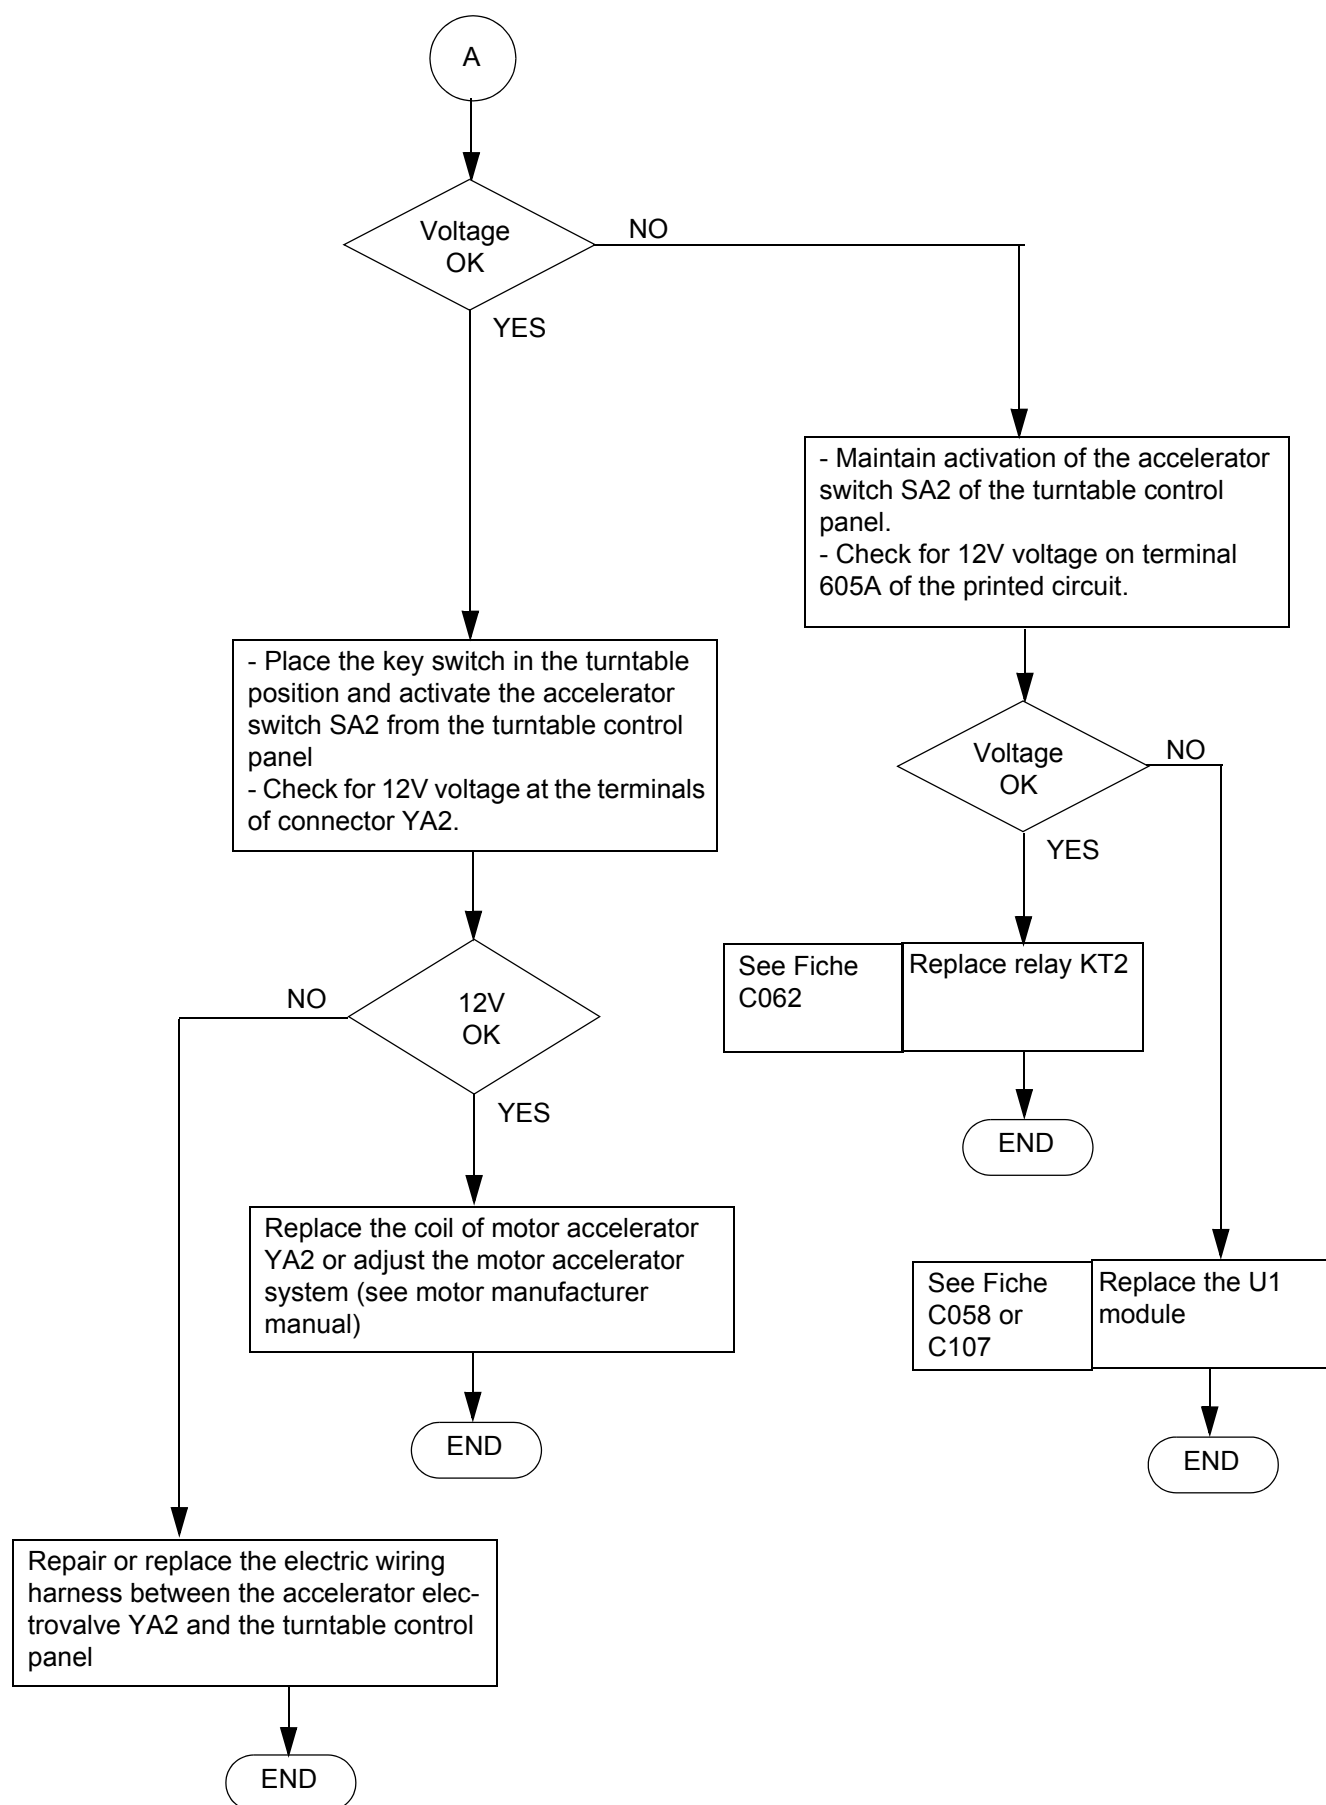 A
Voltage
OK
NO
YES
- Maintain activation of the accelerator
switch SA2 of the turntable control
panel.
- Check for 12V voltage on terminal
605A of the printed circuit.
- Place the key switch in the turntable
position and activate the accelerator
switch SA2 from the turntable control
panel
- Check for 12V voltage at the terminals
of connector YA2.
Voltage
OK
NO
YES
See Fiche
C062
Replace relay KT2
END
12V
OK
NO
YES
Replace the coil of motor accelerator
YA2 or adjust the motor accelerator
system (see motor manufacturer
manual)
END
See Fiche
C058 or
C107
Replace the U1
module
END
Repair or replace the electric wiring
harness between the accelerator elec-
trovalve YA2 and the turntable control
panel
END